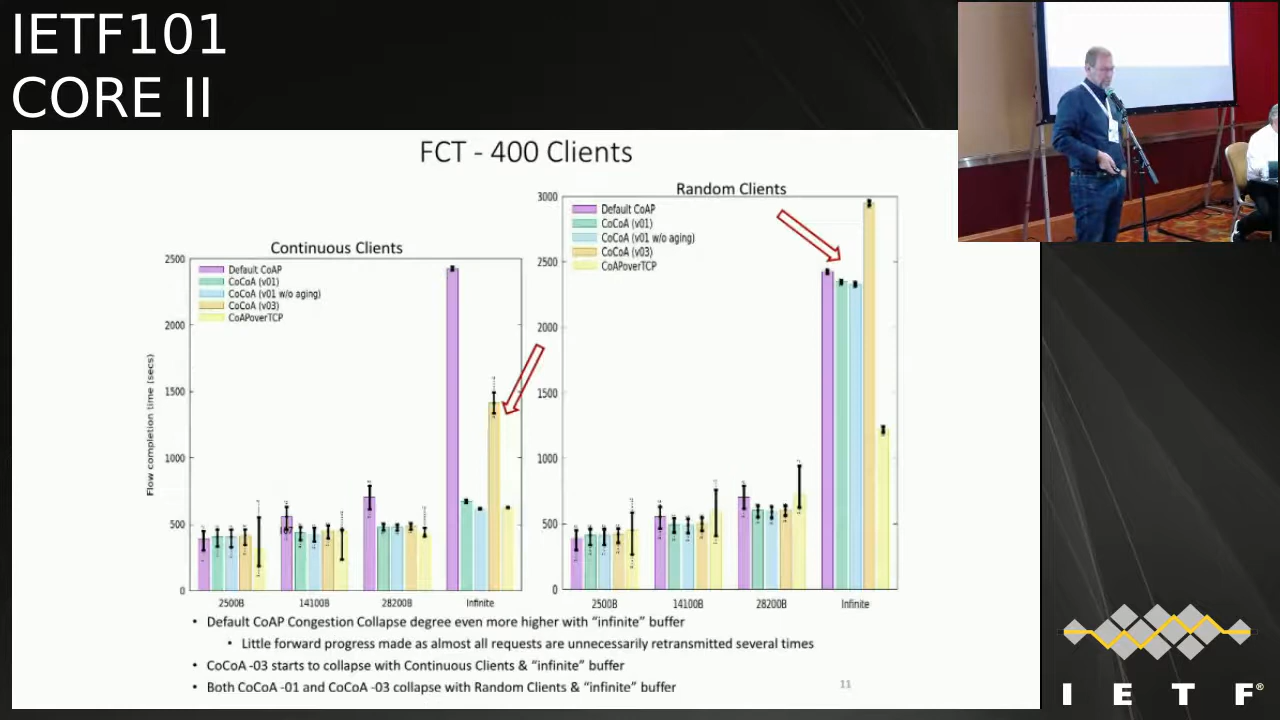 IETF101
CORE II
FCT - 400 Clients
Continuous Clients
Flow completion time (secs)
2500
2000
1500
1000
500
0
Default CoAP
CoCoA (v01)
CoCoA (v01 w/o aging)
CoCoA (v03)
CoAPoverTCP
2500B
14100B
28200B
Infinite
Random Clients
3000
2500
2000
1500
1000
500
0
Default CoAP
CoCoA (v01)
CoCoA (v01 w/o aging)
CoCoA (v03)
CoAPoverTCP
2500B
14100B
28200B
Infinite
• Default CoAP Congestion Collapse degree even more higher with “infinite” buffer
• Little forward progress made as almost all requests are unnecessarily retransmitted several times
• CoCoA -03 starts to collapse with Continuous Clients & “infinite” buffer
• Both CoCoA -01 and CoCoA -03 collapse with Random Clients & “infinite” buffer
11
I E T F®